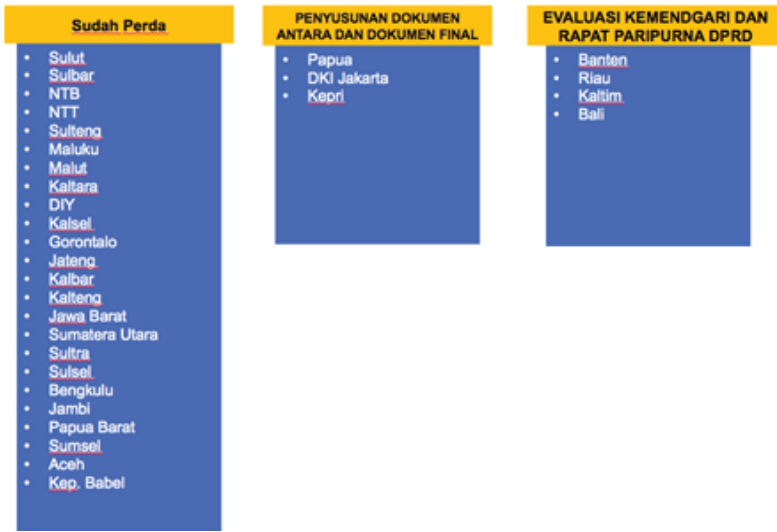 Sudah Perda
• Sulut
• Sulbar
• NTB
• NTT
• Sulteng
• Maluku
• Malut
• Kaltara
• DIY
• Kalsel
• Gorontalo
• Jateng
• Kalbar
• Kalteng
• Jawa Barat
• Sumatera Utara
• Sultra
• Sulsel
• Bengkulu
• Jambi
• Papua Barat
• Sumsel
• Aceh
• Kep. Babel
PENYUSUNAN DOKUMEN
ANTARA DAN DOKUMEN FINAL
• Papua
• DKI Jakarta
• Kepri
EVALUASI KEMENDGARI DAN
RAPAT PARIPURNA DPRD
• Banten
• Riau
• Kaltim
• Bali